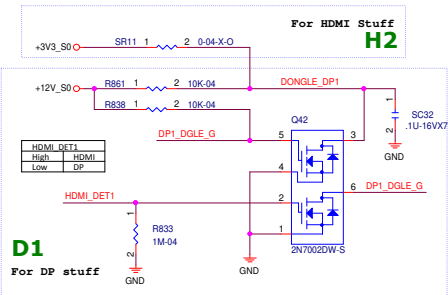 For HDMI Stuff
H2
+3V3_S0
SR11 1 2 0-04-X-O
+12V_S0
R861 1 2 10K-04
DONGLE_DP1
R838 1 2 10K-04
1
SC32
.1U-16VX7
2
GND
Q42
DP1_DGLE_G
5 3
HDMI_DET1
High HDMI
Low DP
4
6 DP1_DGLE_G
HDMI_DET1
2
1
R833
1M-04
2
1
2N7002DW-S
D1
For DP stuff
GND
GND